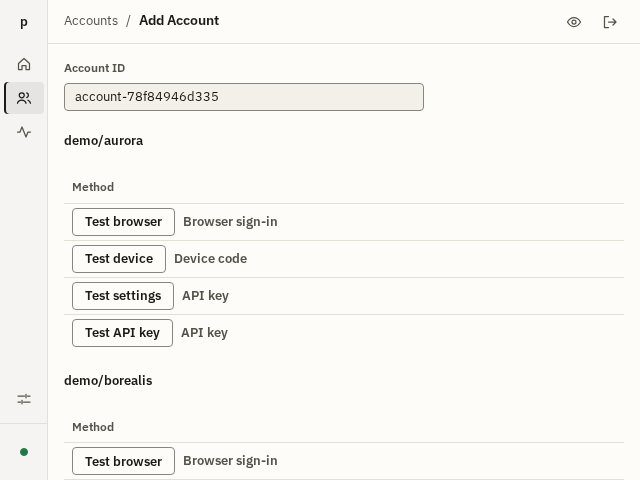 p
Accounts / Add Account
Account ID
account-78f84946d335
demo/aurora
Method
Test browser Browser sign-in
Test device Device code
Test settings API key
Test API key API key
demo/borealis
Method
Test browser Browser sign-in